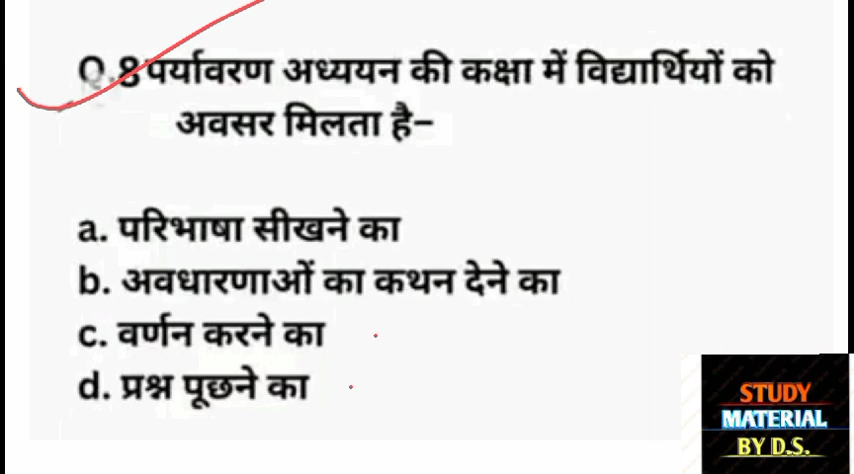 Q.8 पर्यावरण अध्ययन की कक्षा में विद्यार्थियों को
अवसर मिलता है-
a. परिभाषा सीखने का
b. अवधारणाओं का कथन देने का
c. वर्णन करने का
d. प्रश्न पूछने का
STUDY
MATERIAL
BY D.S.